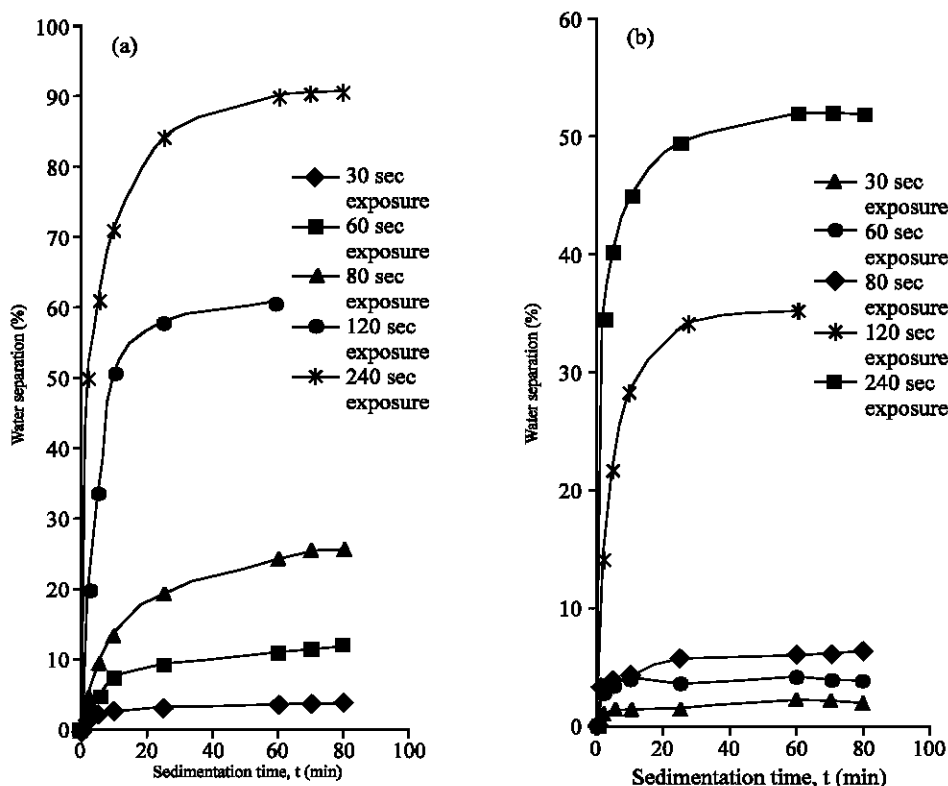 (a)
100
90
80
70
60
50
40
30
20
10
0
Water separation (%)
30 sec
exposure
60 sec
exposure
80 sec
exposure
120 sec
exposure
240 sec
exposure
0 20 40 60 80 100
Sedimentation time, t (min)
(b)
60
50
40
30
20
10
0
Water separation (%)
30 sec
exposure
60 sec
exposure
80 sec
exposure
120 sec
exposure
240 sec
exposure
0 20 40 60 80 100
Sedimentation time, t (min)